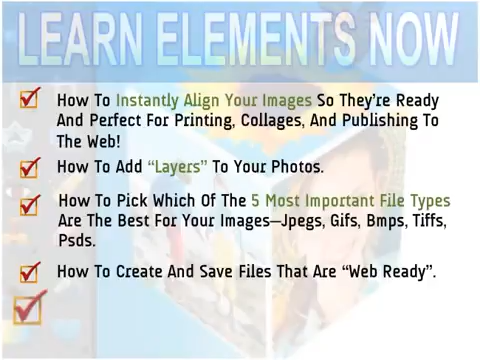 LEARN ELEMENTS NOW
How To Instantly Align Your Images So They're Ready
And Perfect For Printing, Collages, And Publishing To
The Web!
How To Add “Layers” To Your Photos.
How To Pick Which Of The 5 Most Important File Types
Are The Best For Your Images—Jpegs, Gifs, Bmps, Tiffs,
Psds.
How To Create And Save Files That Are “Web Ready”.